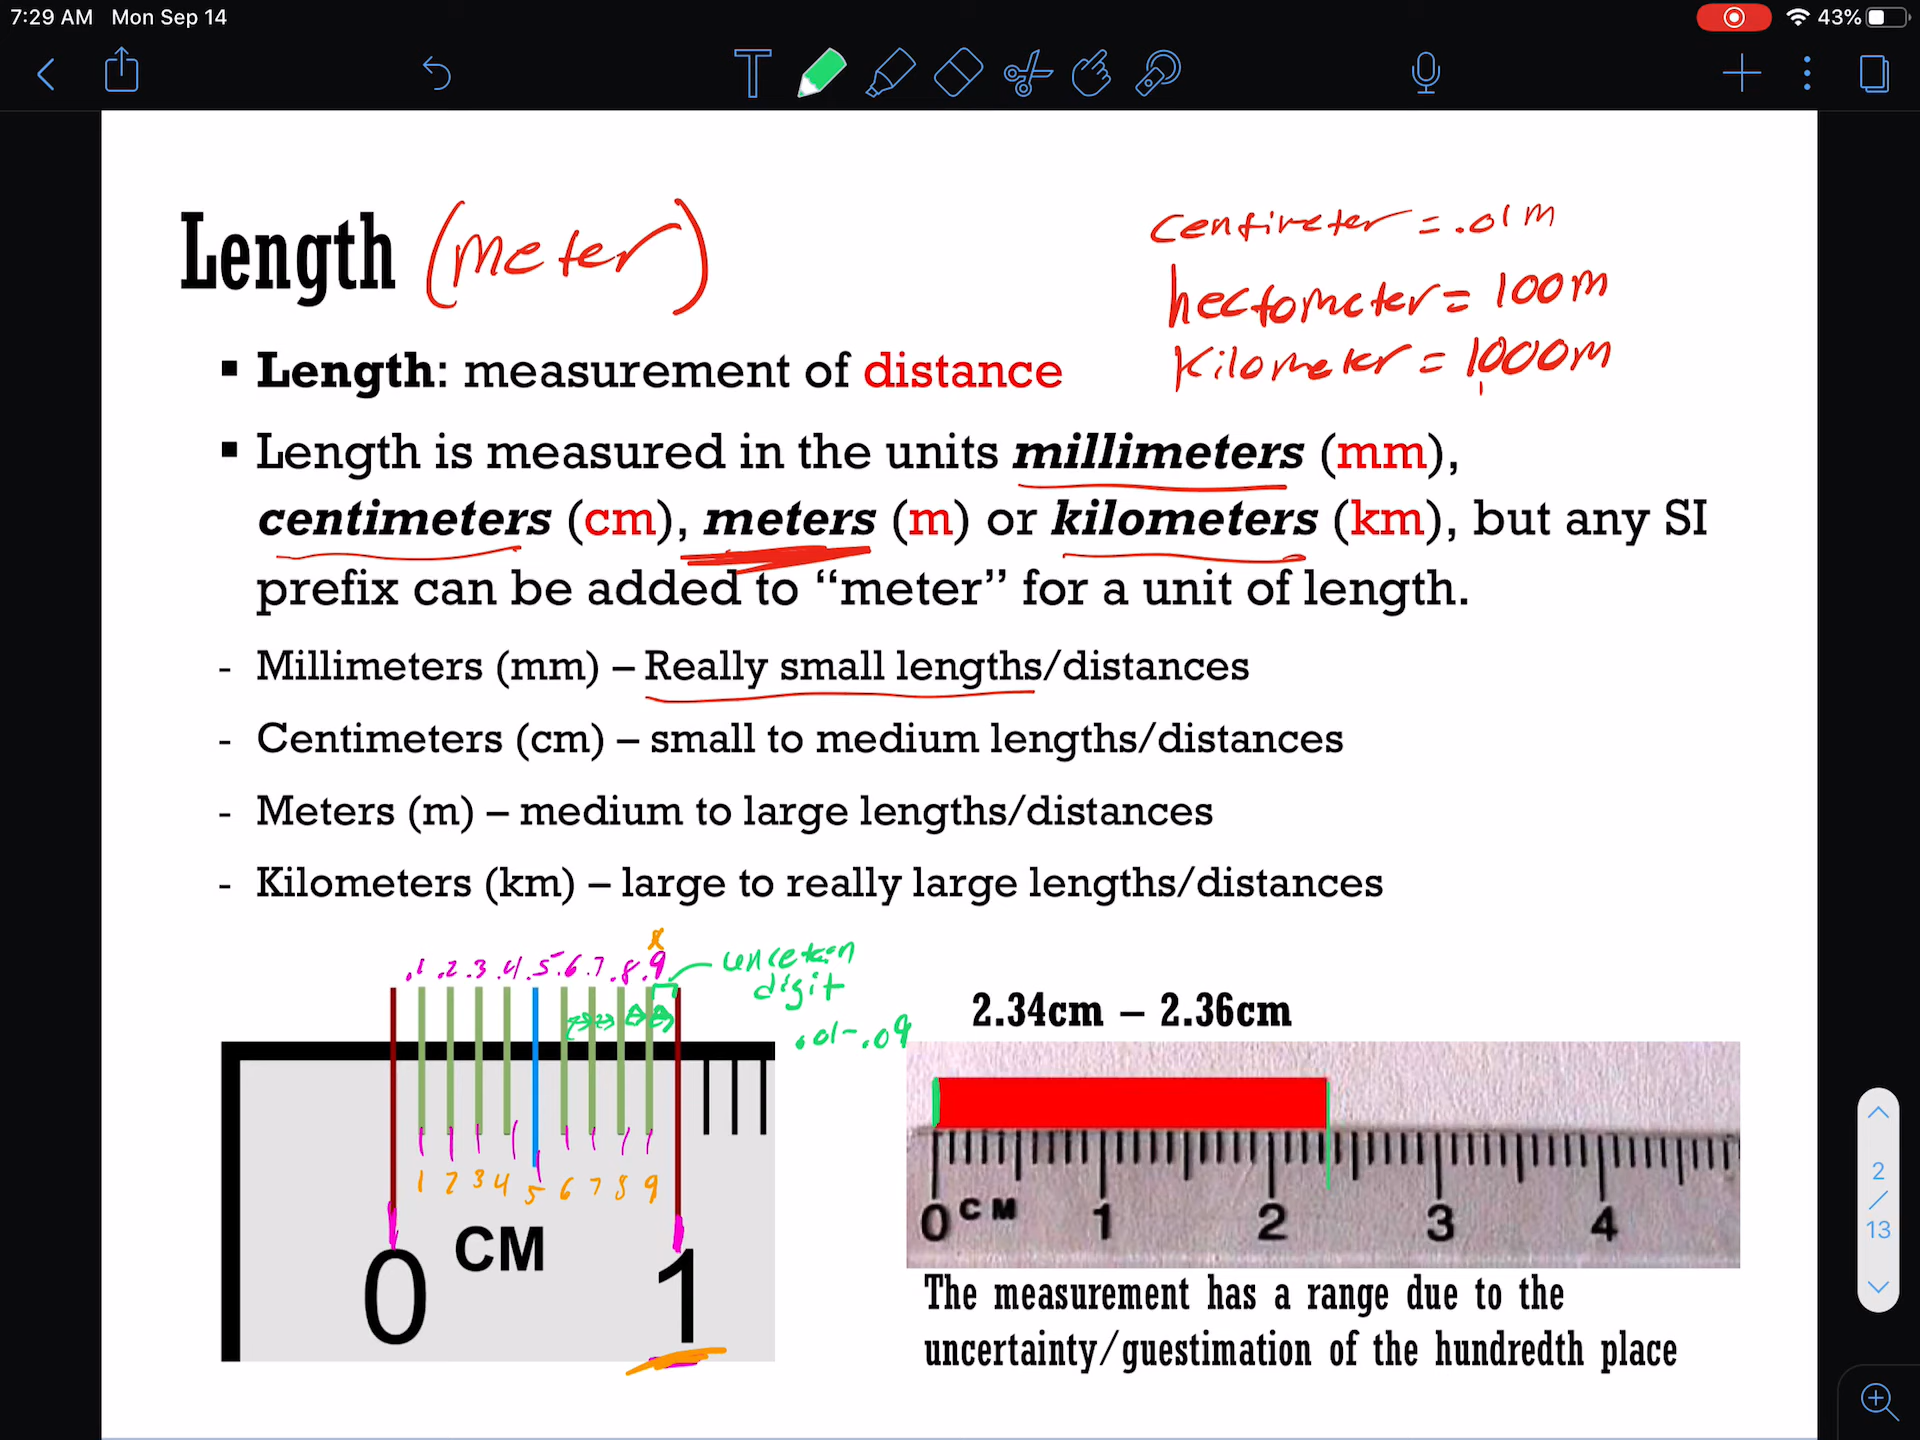 7:29 AM Mon Sep 14
43%
Length (meter)
centimeter = .01m
hectometer = 100m
Kilometer = 1000m
▪ Length: measurement of distance
▪ Length is measured in the units millimeters (mm),
centimeters (cm), meters (m) or kilometers (km), but any SI
prefix can be added to “meter” for a unit of length.
- Millimeters (mm) – Really small lengths/distances
- Centimeters (cm) – small to medium lengths/distances
- Meters (m) – medium to large lengths/distances
- Kilometers (km) – large to really large lengths/distances
x
.1 .2 .3 .4 .5 .6 .7 .8 .9
uncetain
digit
.01-.09
1 2 3 4 5 6 7 8 9
CM
0 1
2.34cm – 2.36cm
0 CM 1 2 3 4
The measurement has a range due to the
uncertainty/guestimation of the hundredth place
2
/
13